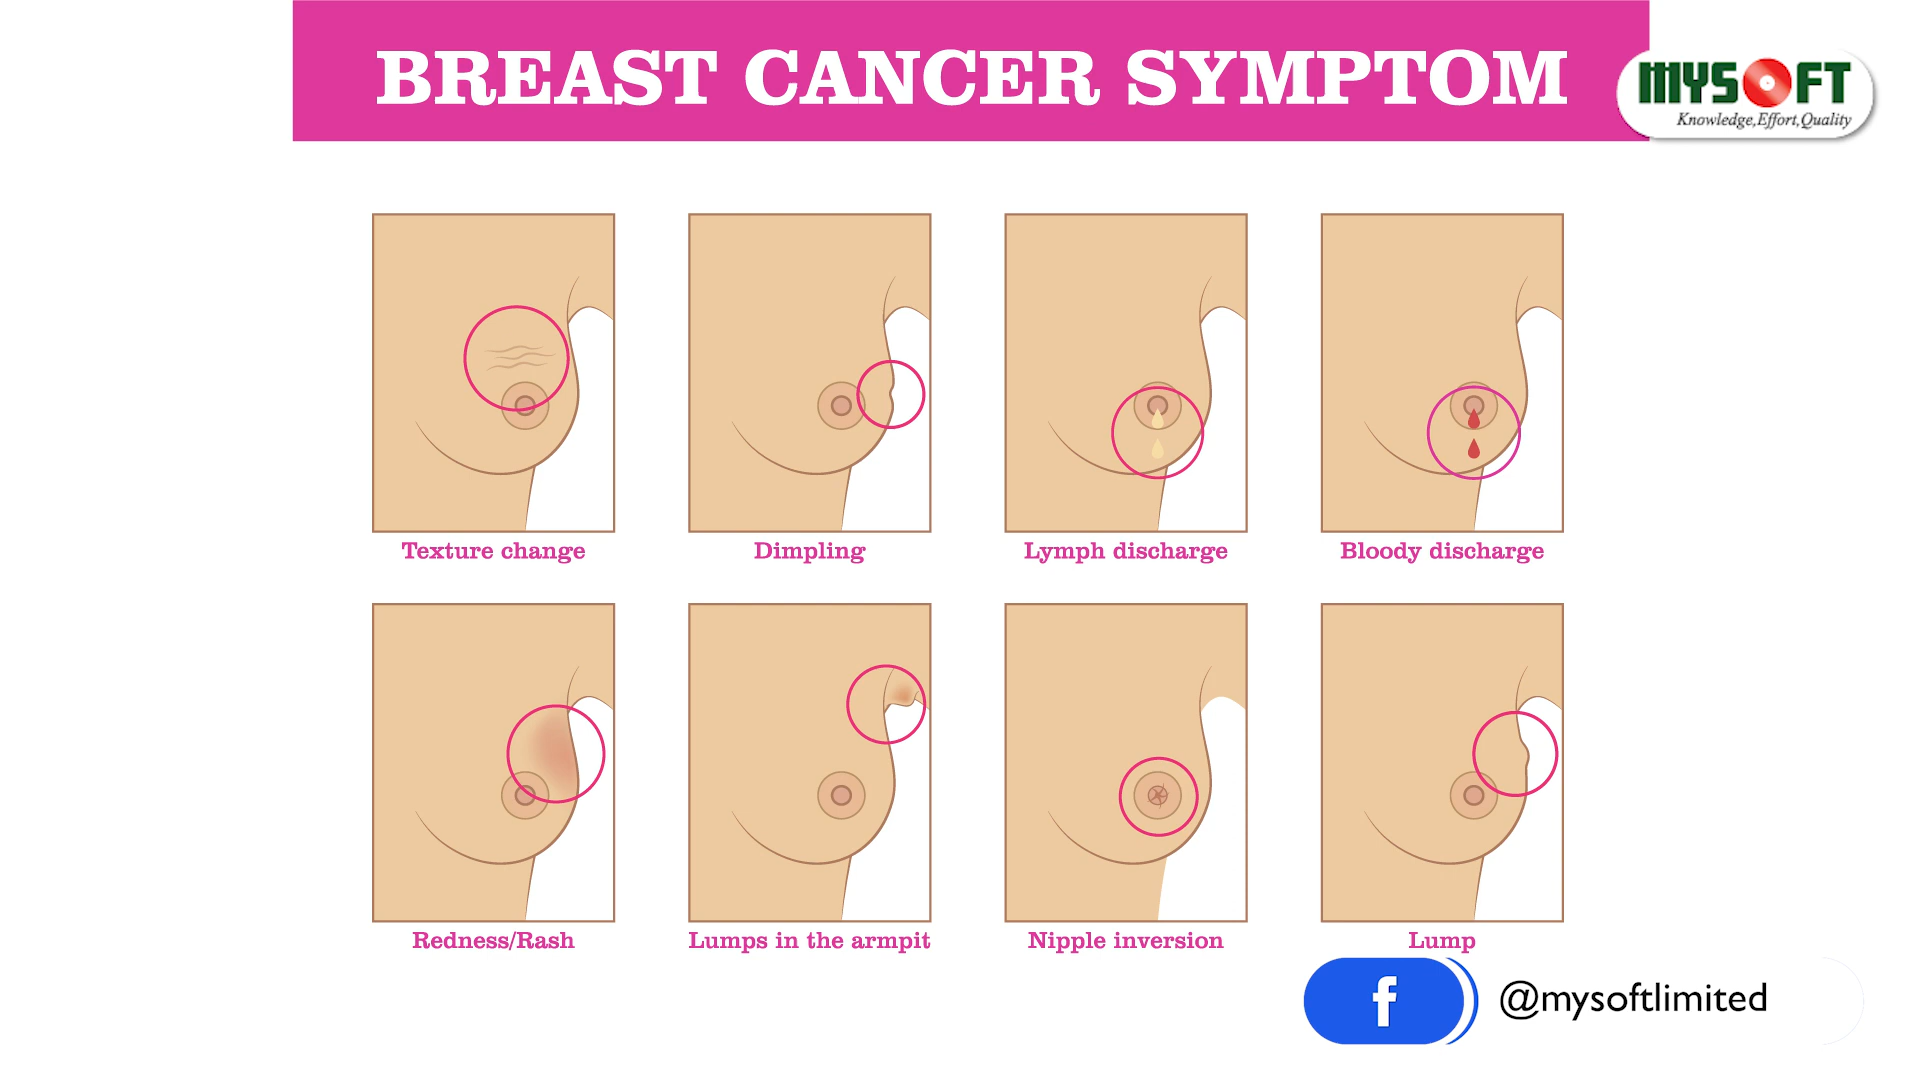 BREAST CANCER SYMPTOM
MYSOFT
Knowledge,Effort,Quality
Texture change
Dimpling
Lymph discharge
Bloody discharge
Redness/Rash
Lumps in the armpit
Nipple inversion
Lump
f
@mysoftlimited